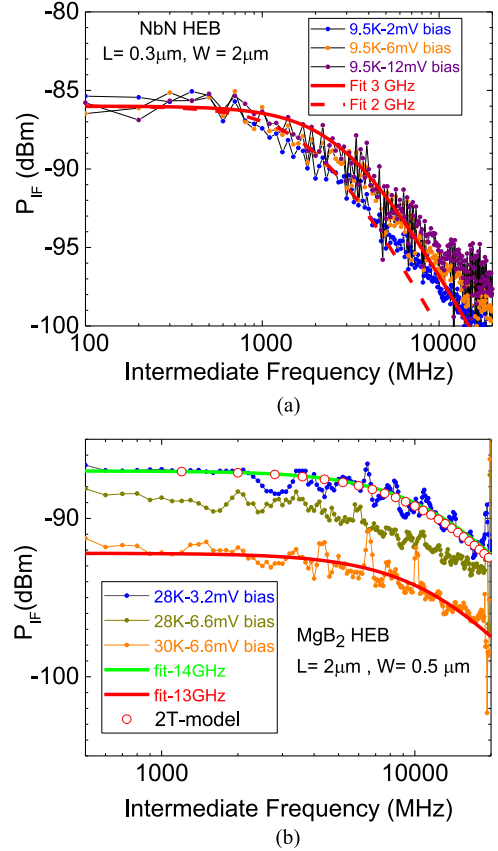 NbN HEB
L= 0.3μm, W = 2μm
9.5K-2mV bias
9.5K-6mV bias
9.5K-12mV bias
Fit 3 GHz
Fit 2 GHz
-80
-85
-90
-95
-100
P_IF (dBm)
100
1000
10000
Intermediate Frequency (MHz)
(a)
-90
-100
P_IF(dBm)
28K-3.2mV bias
28K-6.6mV bias
30K-6.6mV bias
fit-14GHz
fit-13GHz
2T-model
MgB₂ HEB
L= 2μm , W= 0.5 μm
1000
10000
Intermediate Frequency (MHz)
(b)